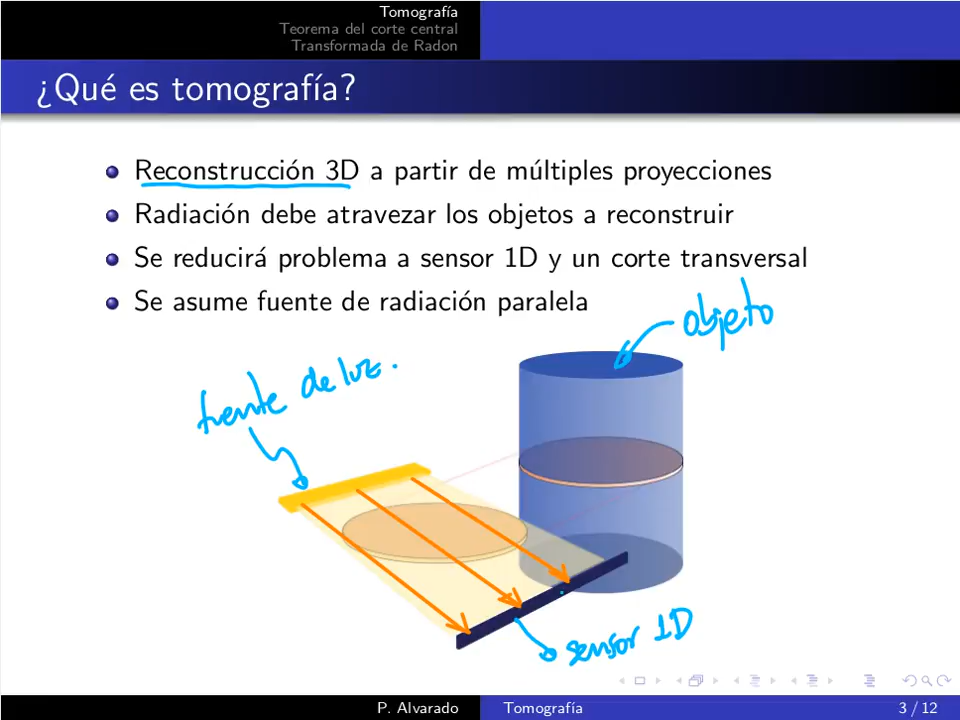 Tomografía
Teorema del corte central
Transformada de Radon
¿Qué es tomografía?
Reconstrucción 3D a partir de múltiples proyecciones
Radiación debe atravezar los objetos a reconstruir
Se reducirá problema a sensor 1D y un corte transversal
Se asume fuente de radiación paralela
objeto
fuente de luz.
sensor 1D
P. Alvarado
Tomografía
3 / 12